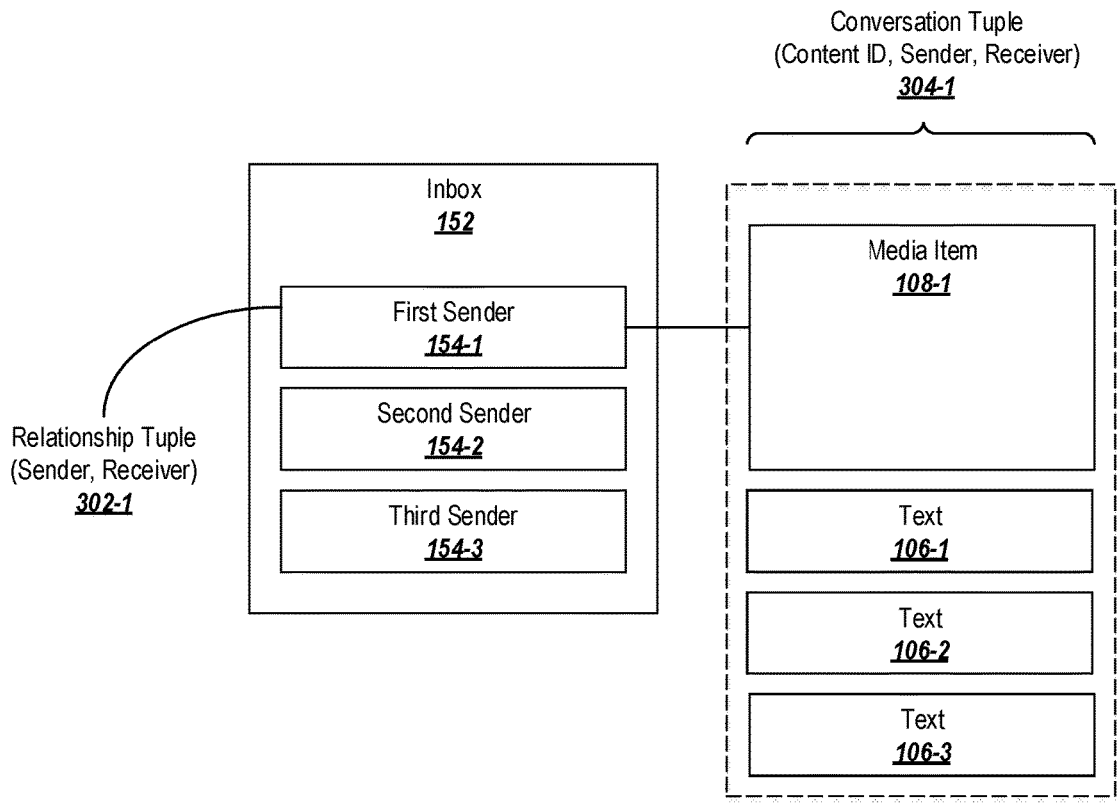 Conversation Tuple
(Content ID, Sender, Receiver)
304-1
Inbox
152
First Sender
154-1
Second Sender
154-2
Third Sender
154-3
Relationship Tuple
(Sender, Receiver)
302-1
Media Item
108-1
Text
106-1
Text
106-2
Text
106-3